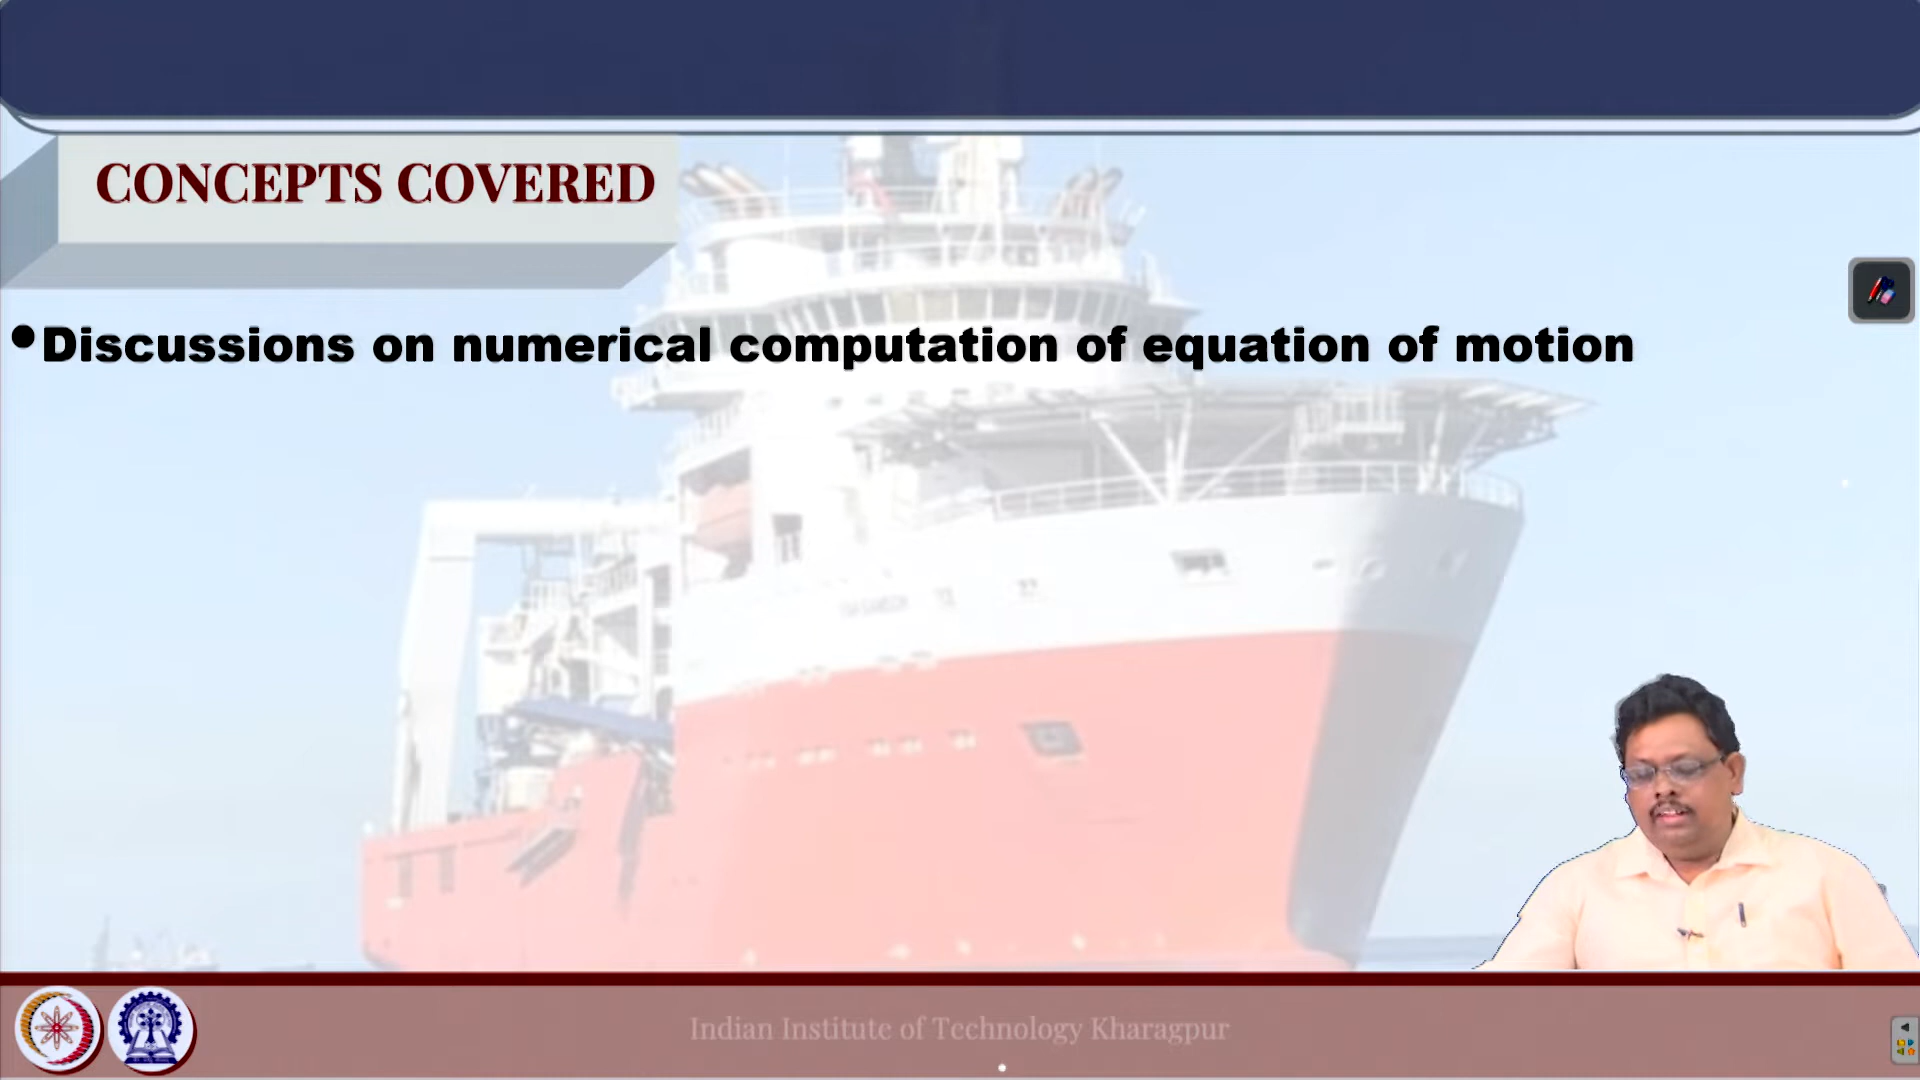 CONCEPTS COVERED
•Discussions on numerical computation of equation of motion
Indian Institute of Technology Kharagpur